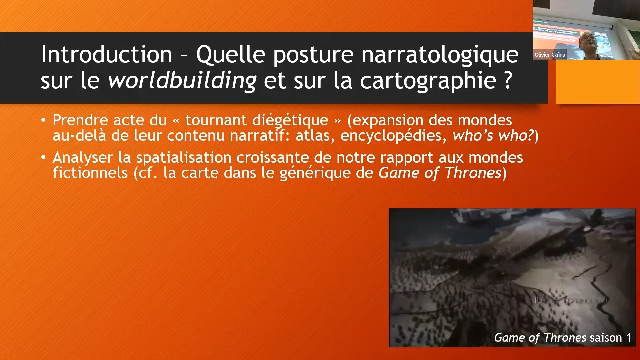 Introduction – Quelle posture narratologique
sur le worldbuilding et sur la cartographie ?
• Prendre acte du « tournant diégétique » (expansion des mondes
au-delà de leur contenu narratif: atlas, encyclopédies, who's who?)
• Analyser la spatialisation croissante de notre rapport aux mondes
fictionnels (cf. la carte dans le générique de Game of Thrones)
Game of Thrones saison 1